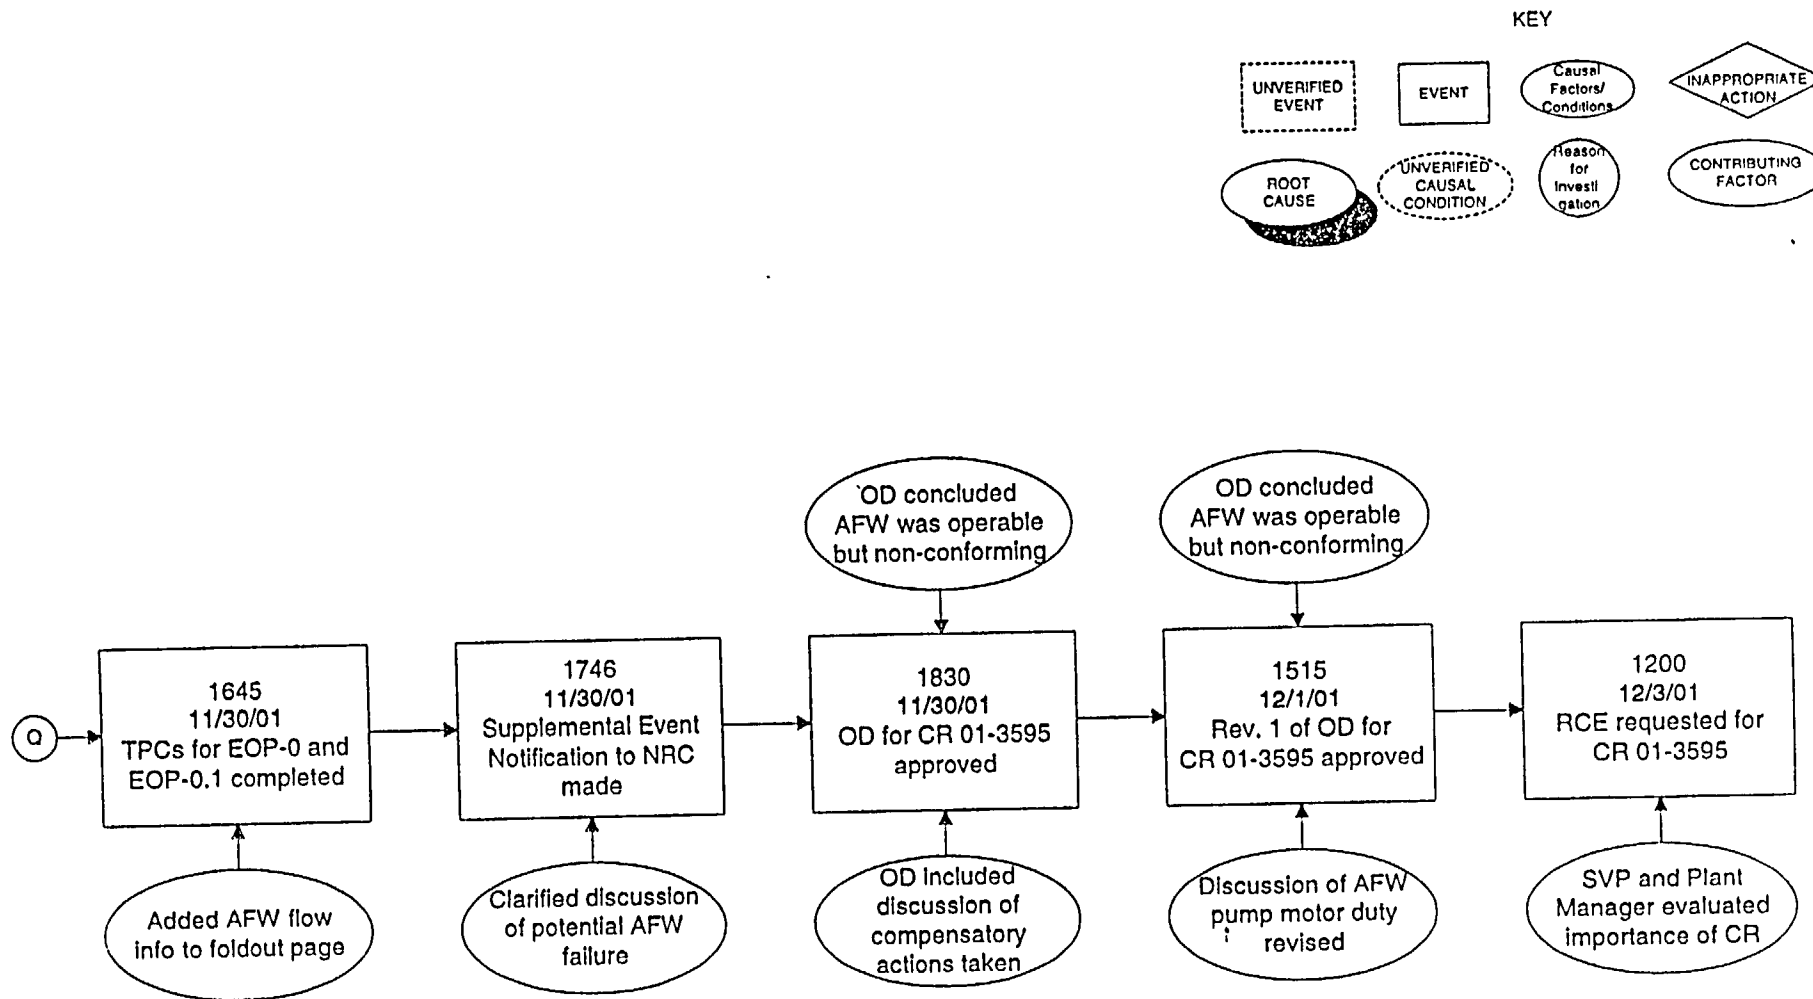 KEY
UNVERIFIED
EVENT
EVENT
Causal
Factors/
Conditions
INAPPROPRIATE
ACTION
ROOT
CAUSE
UNVERIFIED
CAUSAL
CONDITION
Reason
for
Investi
gation
CONTRIBUTING
FACTOR
OD concluded
AFW was operable
but non-conforming
OD concluded
AFW was operable
but non-conforming
Q
1645
11/30/01
TPCs for EOP-0 and
EOP-0.1 completed
1746
11/30/01
Supplemental Event
Notification to NRC
made
1830
11/30/01
OD for CR 01-3595
approved
1515
12/1/01
Rev. 1 of OD for
CR 01-3595 approved
1200
12/3/01
RCE requested for
CR 01-3595
Added AFW flow
info to foldout page
Clarified discussion
of potential AFW
failure
OD included
discussion of
compensatory
actions taken
Discussion of AFW
pump motor duty
revised
SVP and Plant
Manager evaluated
importance of CR